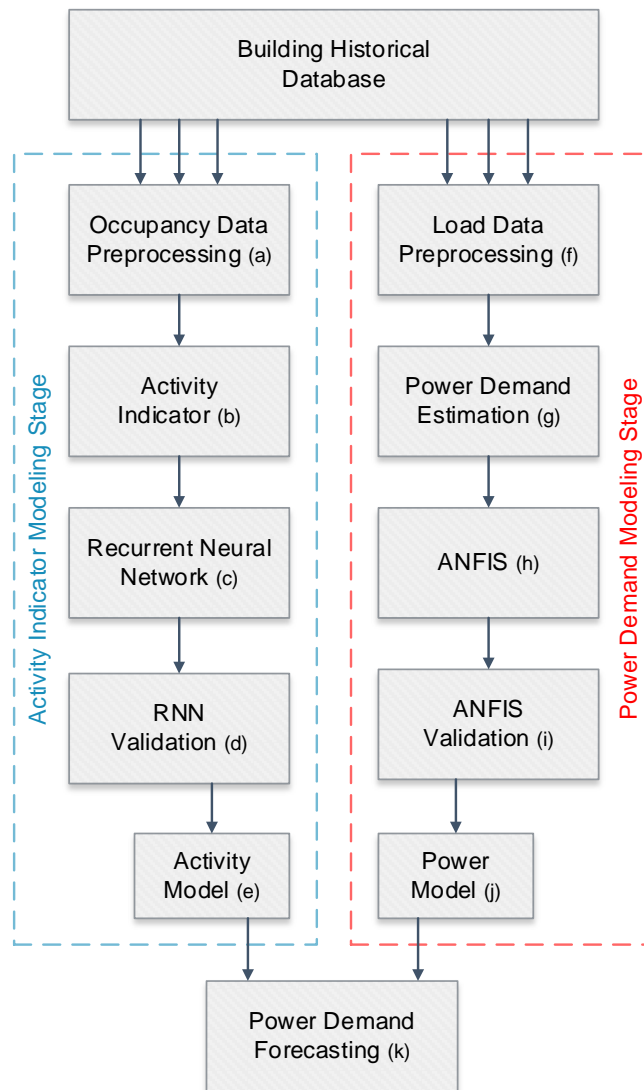 Building Historical
Database
Occupancy Data
Preprocessing (a)
Load Data
Preprocessing (f)
Activity
Indicator (b)
Power Demand
Estimation (g)
Recurrent Neural
Network (c)
ANFIS (h)
RNN
Validation (d)
ANFIS
Validation (i)
Activity
Model (e)
Power
Model (j)
Power Demand
Forecasting (k)
Activity Indicator Modeling Stage
Power Demand Modeling Stage